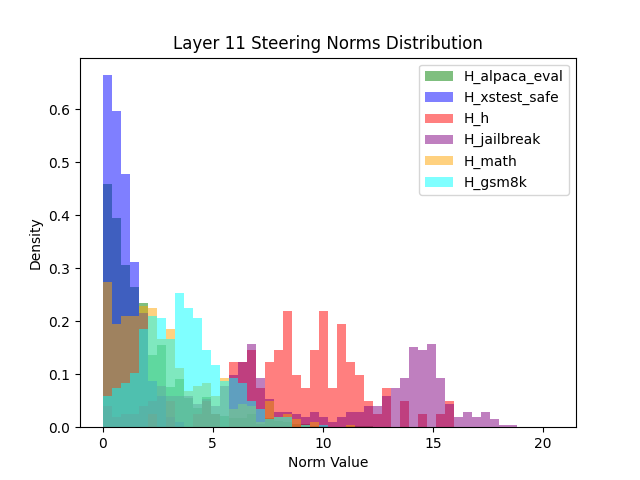 Layer 11 Steering Norms Distribution
H_alpaca_eval
H_xstest_safe
H_h
H_jailbreak
H_math
H_gsm8k
Density
0.6
0.5
0.4
0.3
0.2
0.1
0.0
0 5 10 15 20
Norm Value